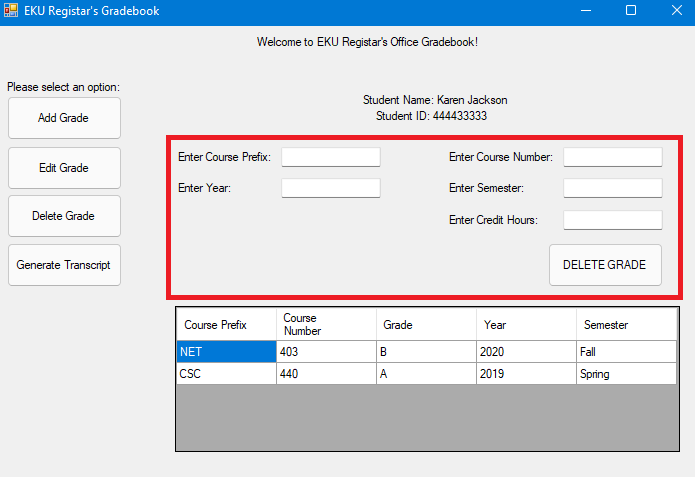 EKU Registar's Gradebook
Welcome to EKU Registar's Office Gradebook!
Please select an option:
Add Grade
Edit Grade
Delete Grade
Generate Transcript
Student Name: Karen Jackson
Student ID: 444433333
Enter Course Prefix:
Enter Course Number:
Enter Year:
Enter Semester:
Enter Credit Hours:
DELETE GRADE
Course Prefix
Course
Number
Grade
Year
Semester
NET 403 B 2020 Fall
CSC 440 A 2019 Spring